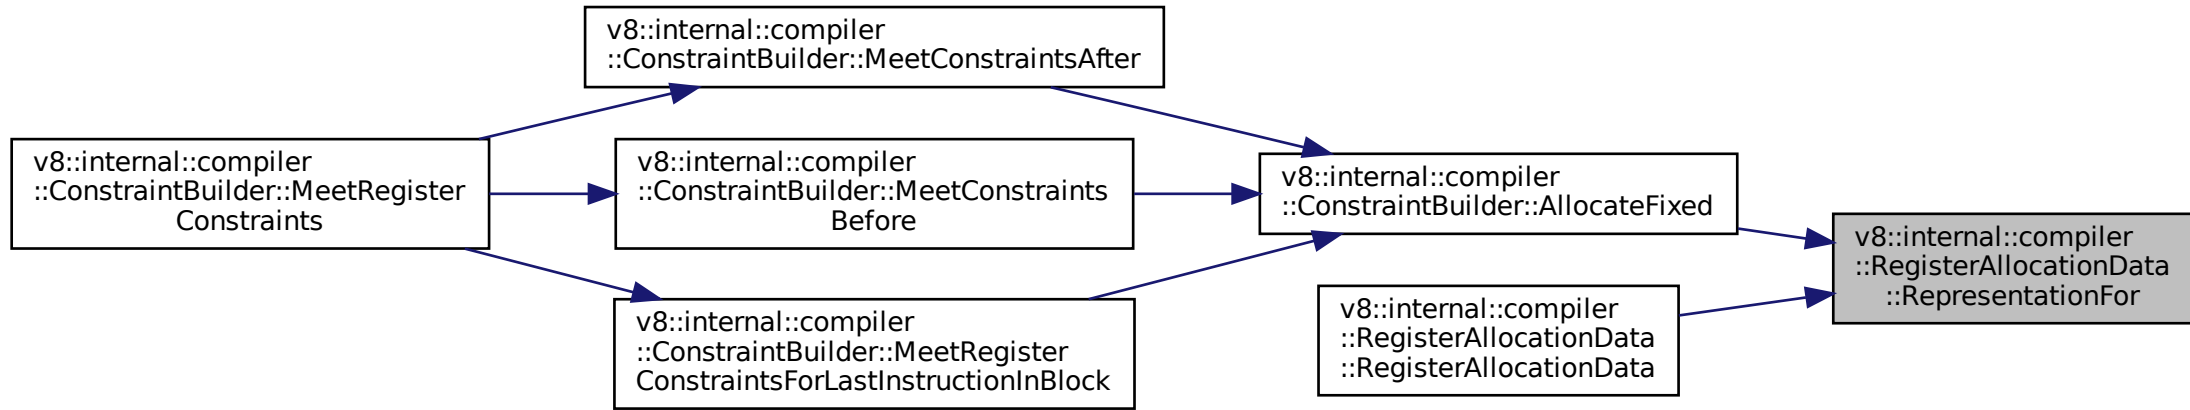 v8::internal::compiler
::ConstraintBuilder::MeetConstraintsAfter
v8::internal::compiler
::ConstraintBuilder::MeetRegister
Constraints
v8::internal::compiler
::ConstraintBuilder::MeetConstraints
Before
v8::internal::compiler
::ConstraintBuilder::MeetRegister
ConstraintsForLastInstructionInBlock
v8::internal::compiler
::ConstraintBuilder::AllocateFixed
v8::internal::compiler
::RegisterAllocationData
::RegisterAllocationData
v8::internal::compiler
::RegisterAllocationData
::RepresentationFor